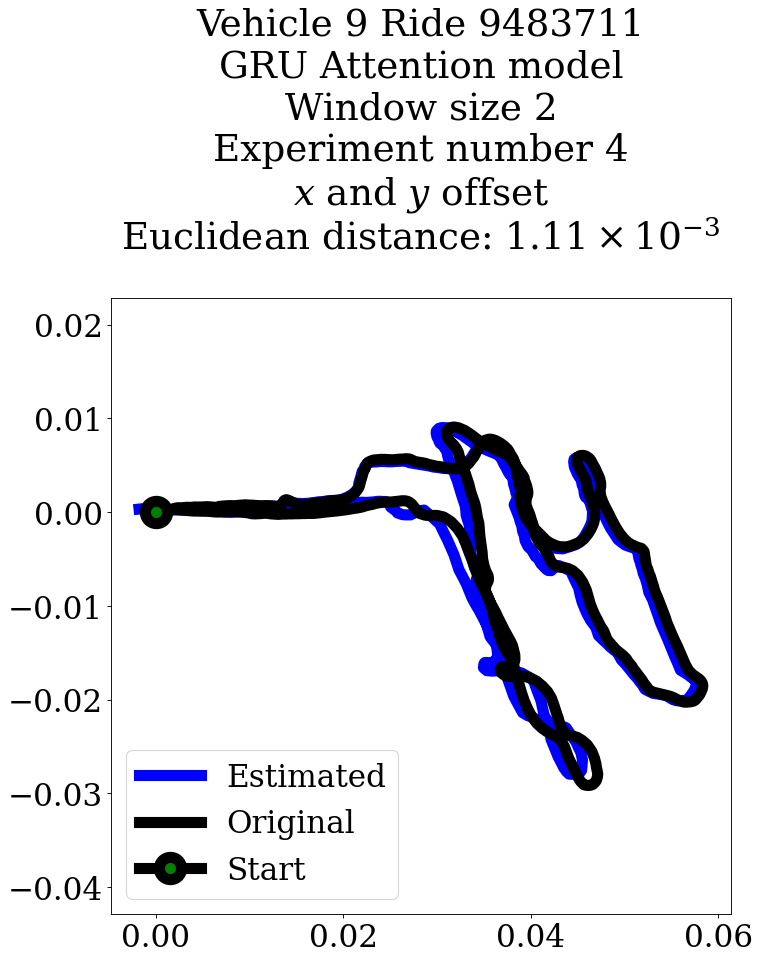 Vehicle 9 Ride 9483711
GRU Attention model
Window size 2
Experiment number 4
x and y offset
Euclidean distance: 1.11 × 10⁻³
0.02
0.01
0.00
−0.01
−0.02
−0.03
−0.04
Estimated
Original
Start
0.00 0.02 0.04 0.06